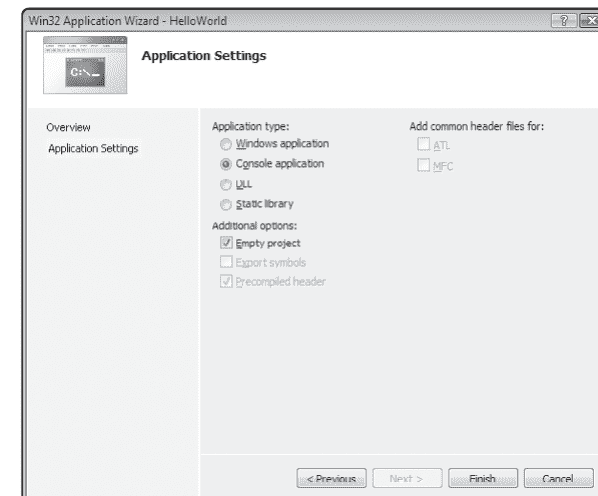 Win32 Application Wizard - HelloWorld
C:\_
Application Settings
Overview
Application Settings
Application type:
Windows application
Console application
DLL
Static library
Additional options:
Empty project
Export symbols
Precompiled header
Add common header files for:
ATL
MFC
< Previous
Next >
Finish
Cancel